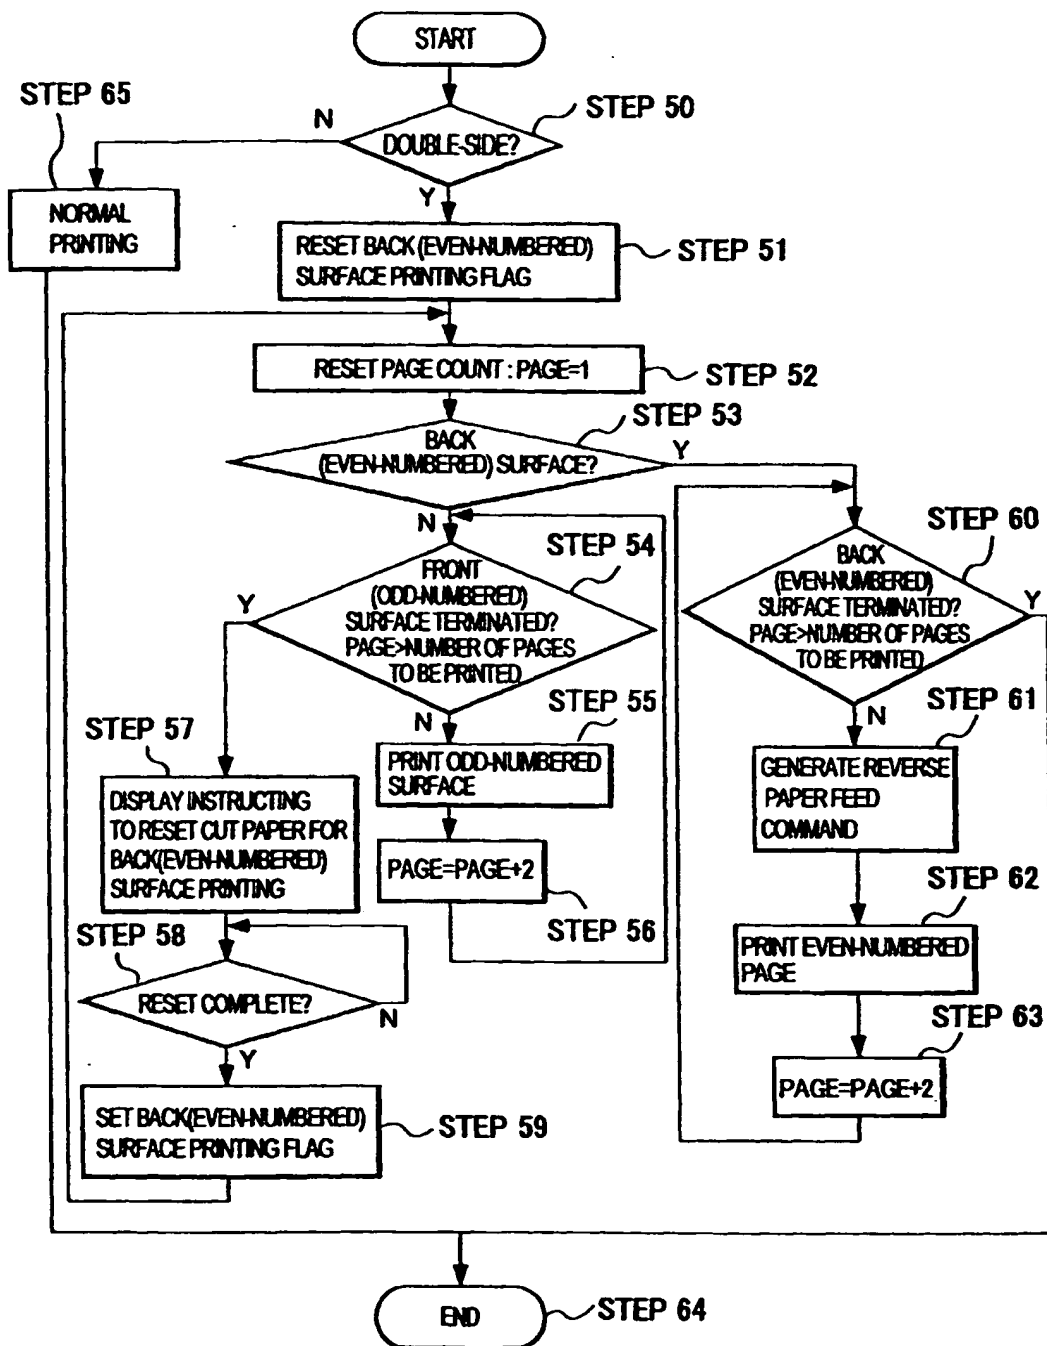 START
STEP 65
STEP 50
N
DOUBLE-SIDE?
Y
NORMAL
PRINTING
RESET BACK (EVEN-NUMBERED)
SURFACE PRINTING FLAG
STEP 51
RESET PAGE COUNT : PAGE=1
STEP 52
STEP 53
BACK
(EVEN-NUMBERED) SURFACE?
Y
N
STEP 54
FRONT
(ODD-NUMBERED)
SURFACE TERMINATED?
PAGE>NUMBER OF PAGES
TO BE PRINTED
Y
N
STEP 60
BACK
(EVEN-NUMBERED)
SURFACE TERMINATED?
PAGE>NUMBER OF PAGES
TO BE PRINTED
Y
N
STEP 55
PRINT ODD-NUMBERED
SURFACE
STEP 61
GENERATE REVERSE
PAPER FEED
COMMAND
STEP 57
DISPLAY INSTRUCTING
TO RESET CUT PAPER FOR
BACK(EVEN-NUMBERED)
SURFACE PRINTING
PAGE=PAGE+2
STEP 56
STEP 62
PRINT EVEN-NUMBERED
PAGE
STEP 58
RESET COMPLETE?
N
Y
STEP 63
PAGE=PAGE+2
SET BACK(EVEN-NUMBERED)
SURFACE PRINTING FLAG
STEP 59
END
STEP 64